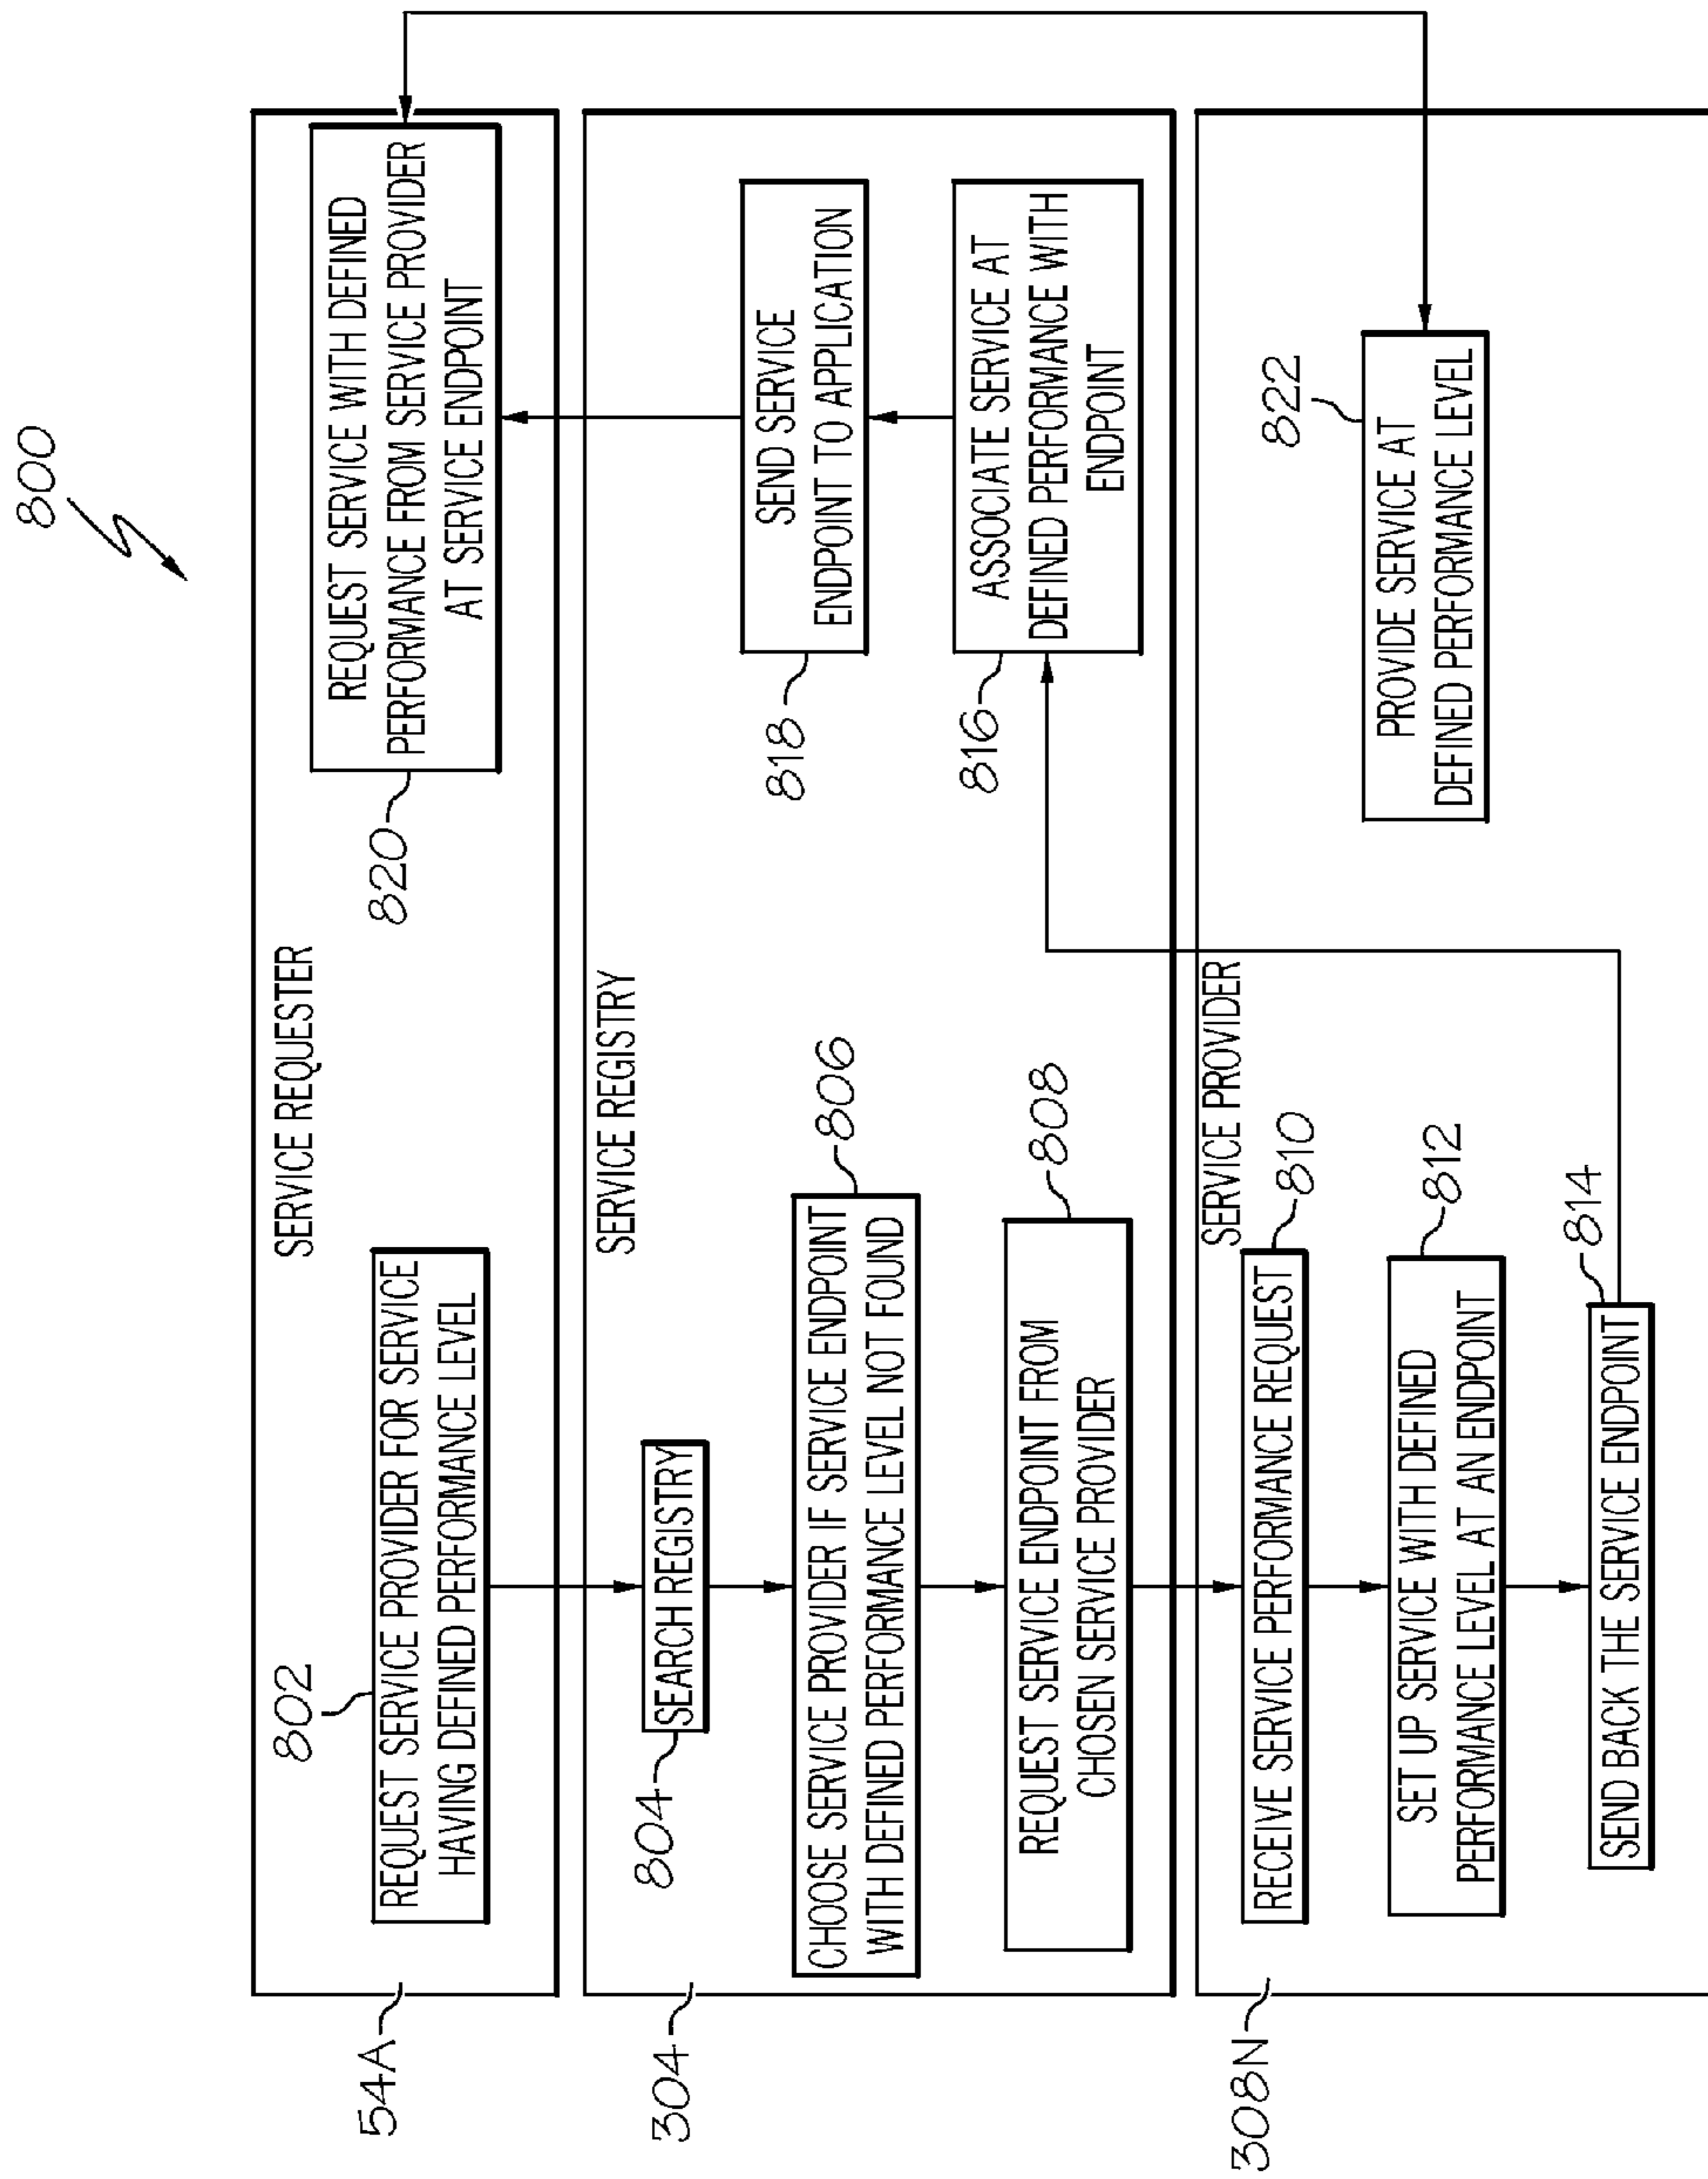 800
SERVICE REQUESTER
54A
802
REQUEST SERVICE PROVIDER FOR SERVICE
HAVING DEFINED PERFORMANCE LEVEL
820
REQUEST SERVICE WITH DEFINED
PERFORMANCE FROM SERVICE PROVIDER
AT SERVICE ENDPOINT
SERVICE REGISTRY
304
804
SEARCH REGISTRY
806
CHOOSE SERVICE PROVIDER IF SERVICE ENDPOINT
WITH DEFINED PERFORMANCE LEVEL NOT FOUND
808
REQUEST SERVICE ENDPOINT FROM
CHOSEN SERVICE PROVIDER
818
SEND SERVICE
ENDPOINT TO APPLICATION
816
ASSOCIATE SERVICE AT
DEFINED PERFORMANCE WITH
ENDPOINT
SERVICE PROVIDER
308N
810
RECEIVE SERVICE PERFORMANCE REQUEST
812
SET UP SERVICE WITH DEFINED
PERFORMANCE LEVEL AT AN ENDPOINT
814
SEND BACK THE SERVICE ENDPOINT
822
PROVIDE SERVICE AT
DEFINED PERFORMANCE LEVEL